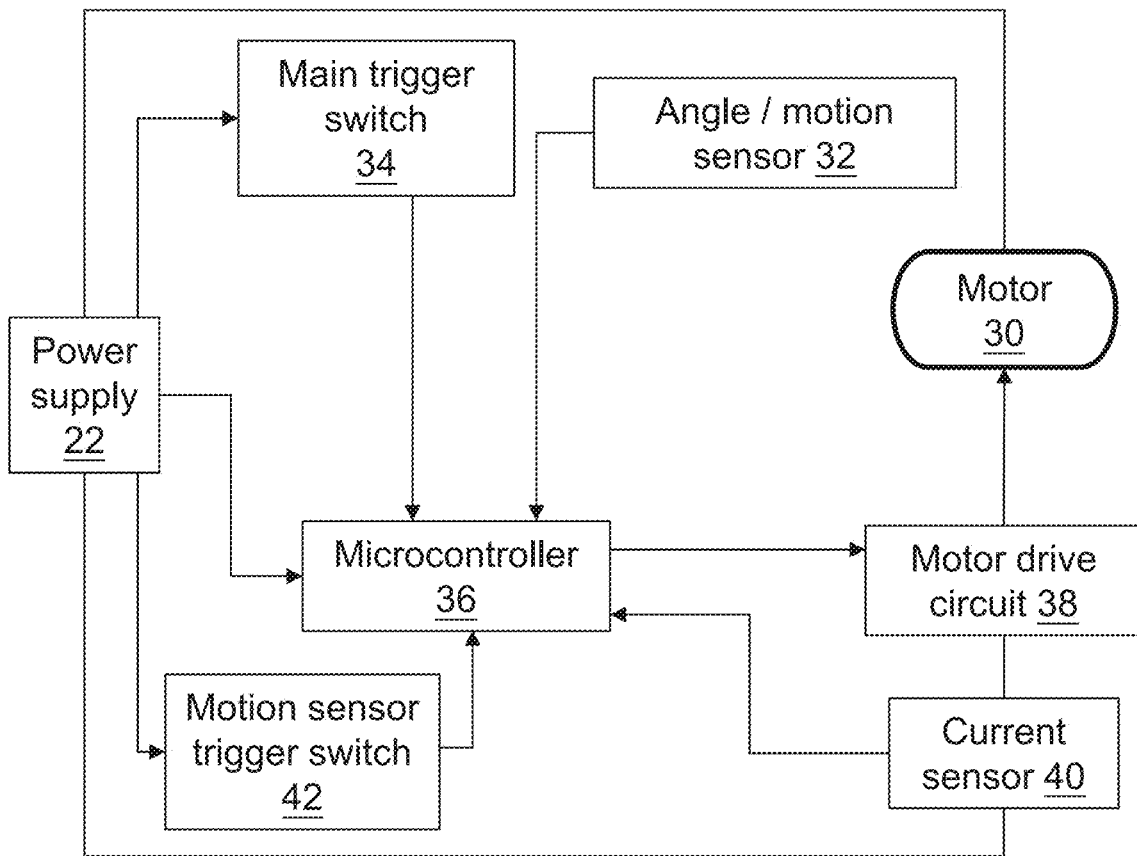 Main trigger
switch
34
Angle / motion
sensor 32
Motor
30
Power
supply
22
Microcontroller
36
Motor drive
circuit 38
Motion sensor
trigger switch
42
Current
sensor 40